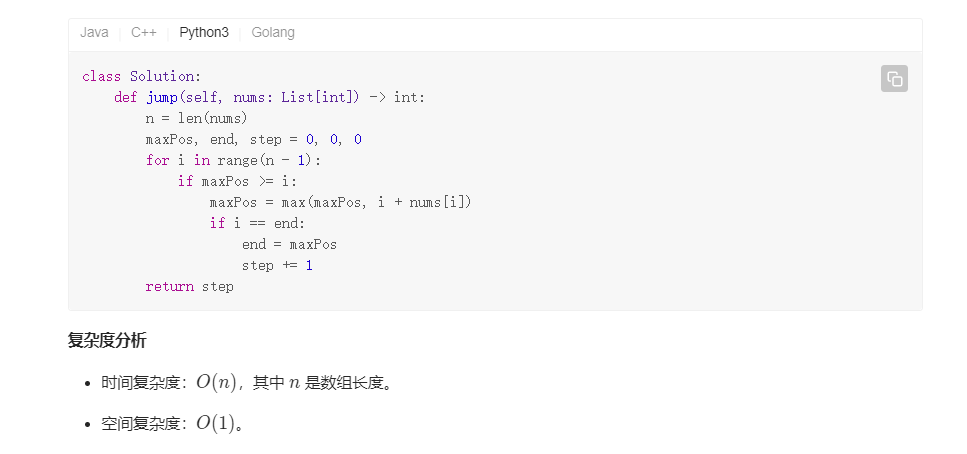 Java C++ Python3 Golang
class Solution:
    def jump(self, nums: List[int]) -> int:
        n = len(nums)
        maxPos, end, step = 0, 0, 0
        for i in range(n - 1):
            if maxPos >= i:
                maxPos = max(maxPos, i + nums[i])
                if i == end:
                    end = maxPos
                    step += 1
        return step
复杂度分析
• 时间复杂度：O(n)，其中 n 是数组长度。
• 空间复杂度：O(1)。